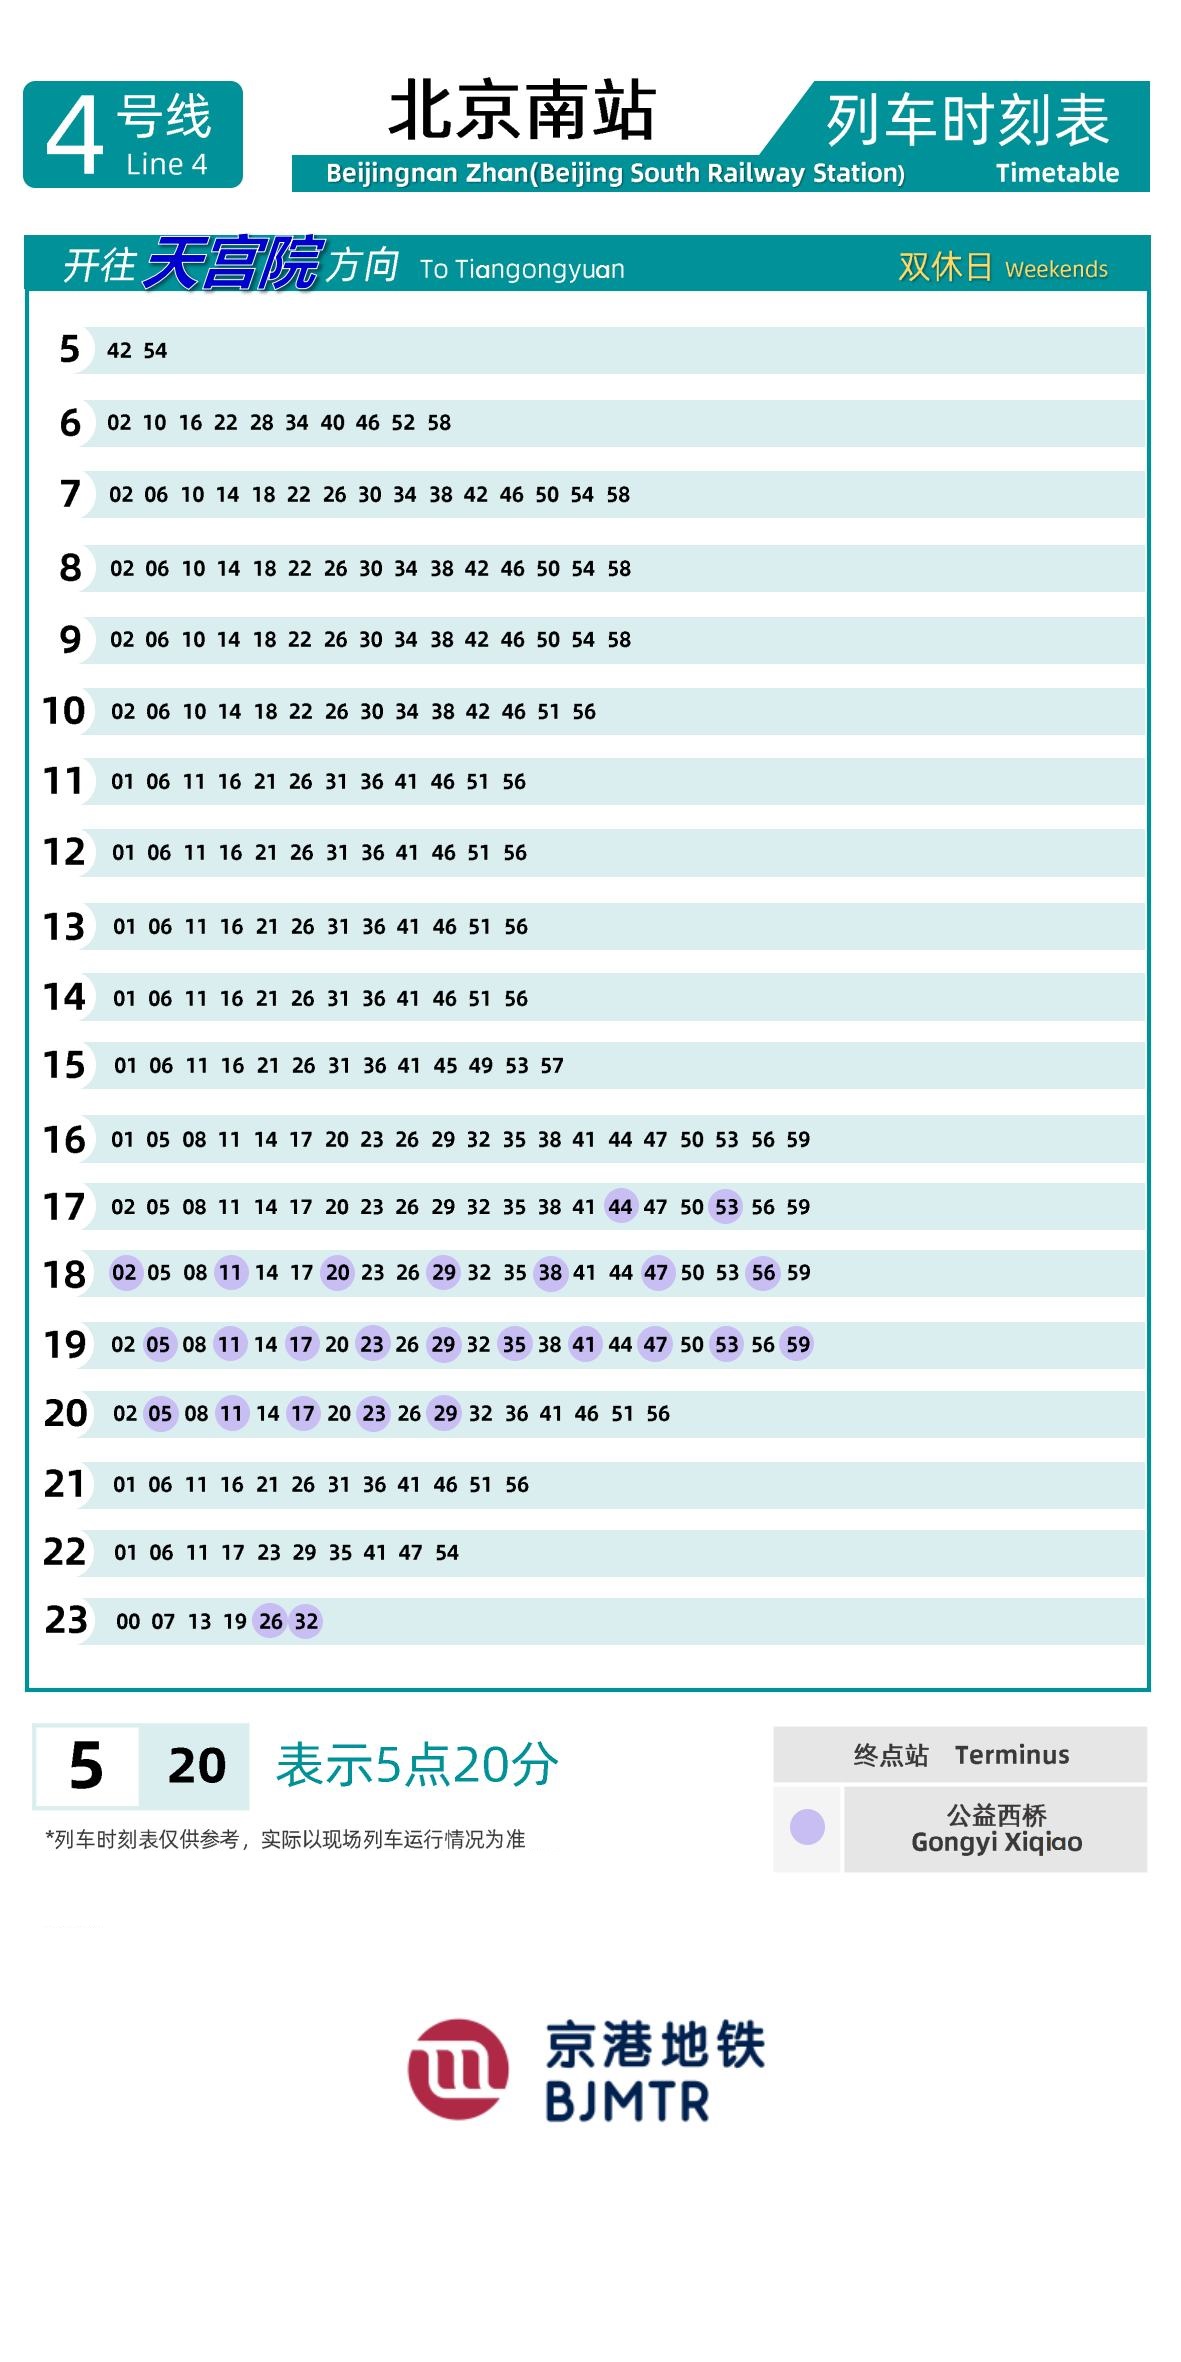 4 号线
Line 4
北京南站
列车时刻表
Beijingnan Zhan(Beijing South Railway Station) Timetable
开往天宫院方向 To Tiangongyuan 双休日 Weekends
5 42 54
6 02 10 16 22 28 34 40 46 52 58
7 02 06 10 14 18 22 26 30 34 38 42 46 50 54 58
8 02 06 10 14 18 22 26 30 34 38 42 46 50 54 58
9 02 06 10 14 18 22 26 30 34 38 42 46 50 54 58
10 02 06 10 14 18 22 26 30 34 38 42 46 51 56
11 01 06 11 16 21 26 31 36 41 46 51 56
12 01 06 11 16 21 26 31 36 41 46 51 56
13 01 06 11 16 21 26 31 36 41 46 51 56
14 01 06 11 16 21 26 31 36 41 46 51 56
15 01 06 11 16 21 26 31 36 41 45 49 53 57
16 01 05 08 11 14 17 20 23 26 29 32 35 38 41 44 47 50 53 56 59
17 02 05 08 11 14 17 20 23 26 29 32 35 38 41 44 47 50 53 56 59
18 02 05 08 11 14 17 20 23 26 29 32 35 38 41 44 47 50 53 56 59
19 02 05 08 11 14 17 20 23 26 29 32 35 38 41 44 47 50 53 56 59
20 02 05 08 11 14 17 20 23 26 29 32 36 41 46 51 56
21 01 06 11 16 21 26 31 36 41 46 51 56
22 01 06 11 17 23 29 35 41 47 54
23 00 07 13 19 26 32
5 20 表示5点20分
*列车时刻表仅供参考，实际以现场列车运行情况为准
终点站 Terminus
公益西桥
Gongyi Xiqiao
京港地铁
BJMTR